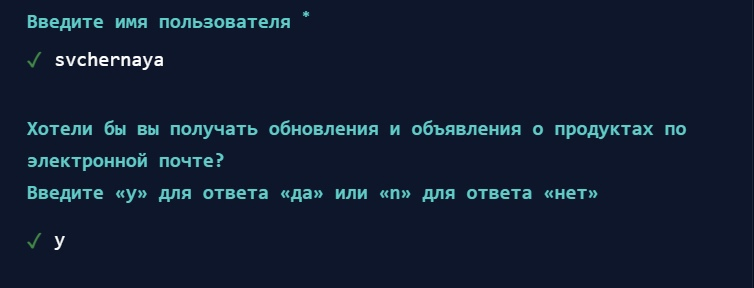 Введите имя пользователя *
✓ svchernaya
Хотели бы вы получать обновления и объявления о продуктах по
электронной почте?
Введите «y» для ответа «да» или «n» для ответа «нет»
✓ y